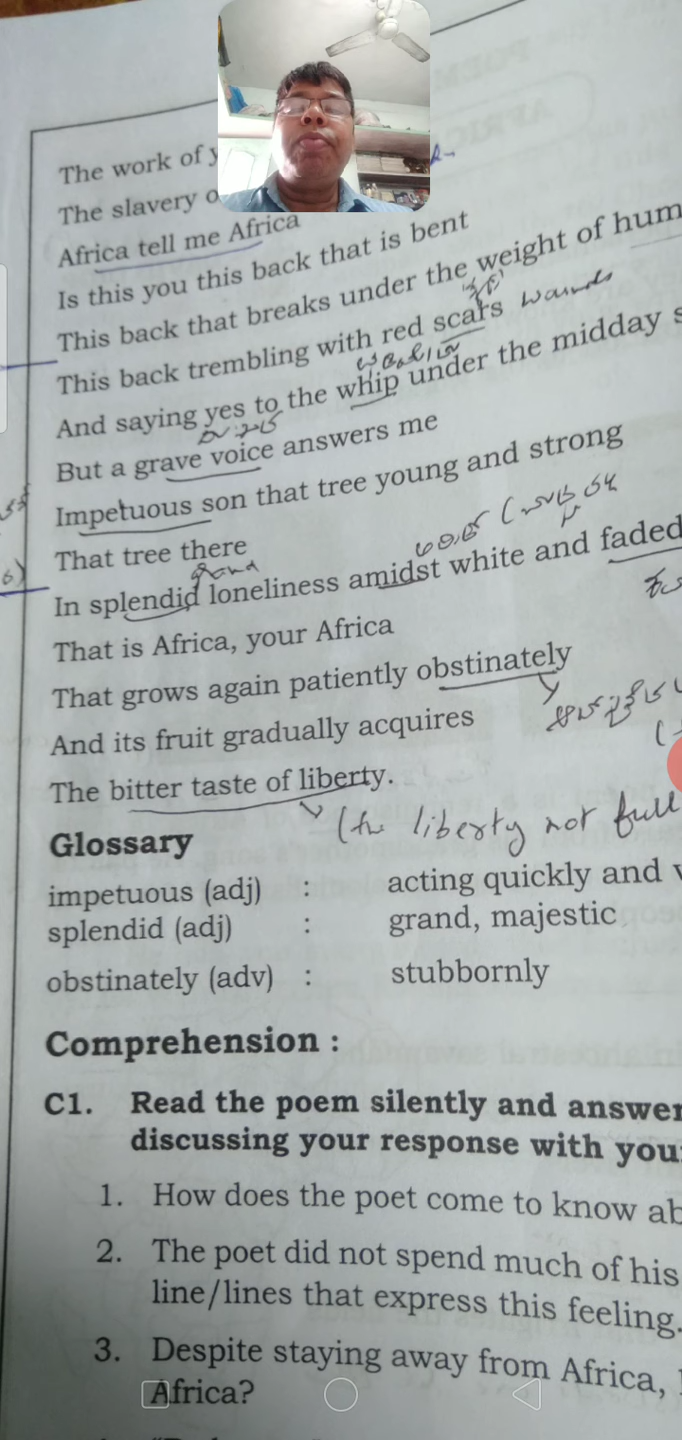 The work of y
The slavery o
Africa tell me Africa
Is this you this back that is bent
This back that breaks under the weight of hum
This back trembling with red scars wounds
And saying yes to the whip under the midday s
But a grave voice answers me
Impetuous son that tree young and strong
That tree there
grand
In splendid loneliness amidst white and faded
That is Africa, your Africa
That grows again patiently obstinately
And its fruit gradually acquires
The bitter taste of liberty.
(the liberty not full
Glossary
impetuous (adj) : acting quickly and v
splendid (adj) : grand, majestic
obstinately (adv) : stubbornly
Comprehension :
C1. Read the poem silently and answer
discussing your response with you
1. How does the poet come to know ab
2. The poet did not spend much of his
line/lines that express this feeling.
3. Despite staying away from Africa,
Africa?